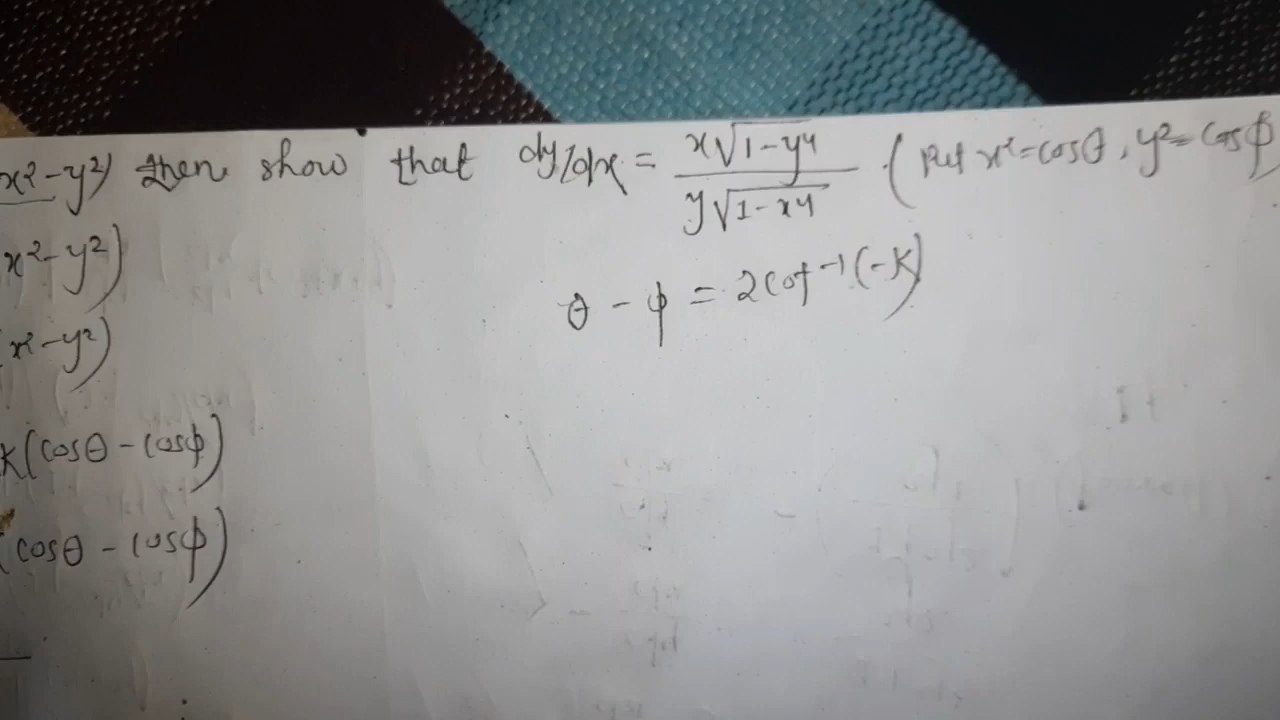 x²-y²) then show that dy/dx = x√1-y4 / y√1-x4 . (Put x²=cosθ, y²=cosϕ)
x²-y²)
θ - ϕ = 2cot⁻¹(-K)
x²-y²)
K(cosθ-cosϕ)
(cosθ - cosϕ)